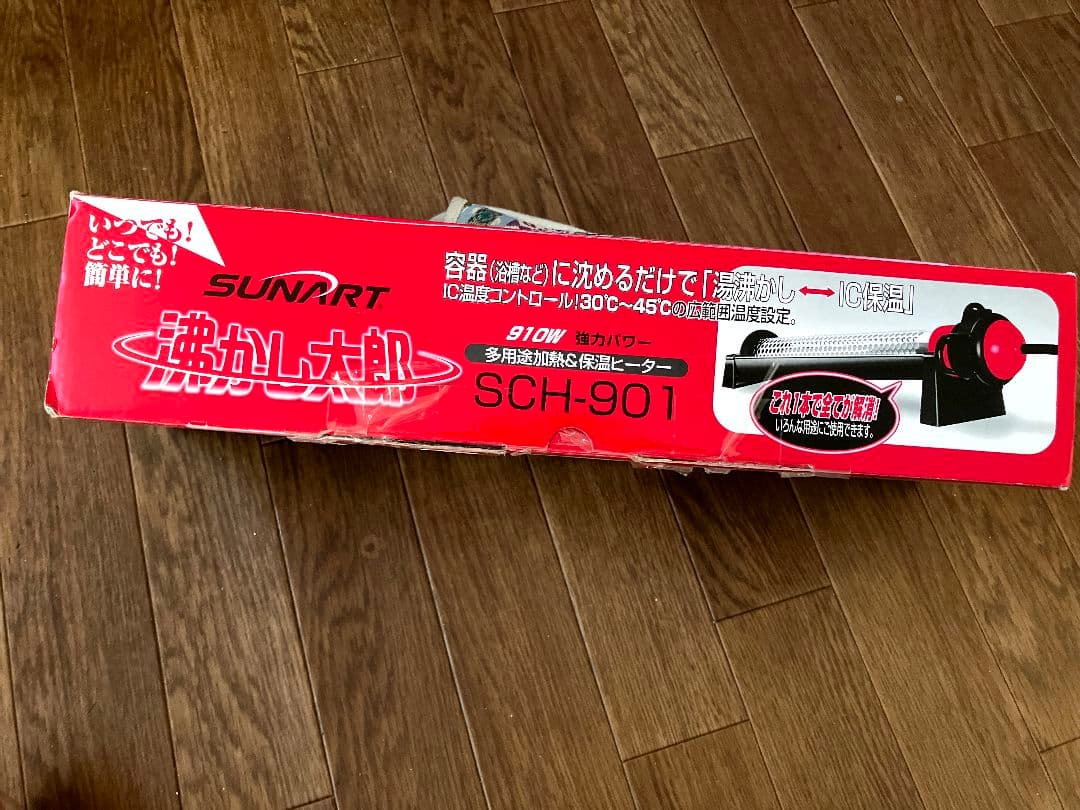 いつでも!
どこでも!
簡単に!
SUNART
沸かし太郎
容器(浴槽など)に沈めるだけで「湯沸かし↔IC保温」
IC温度コントロール!30℃〜45℃の広範囲温度設定。
910W 強力パワー
多用途加熱&保温ヒーター
SCH-901
これ1本で全てが解消!
いろんな用途にご使用できます。